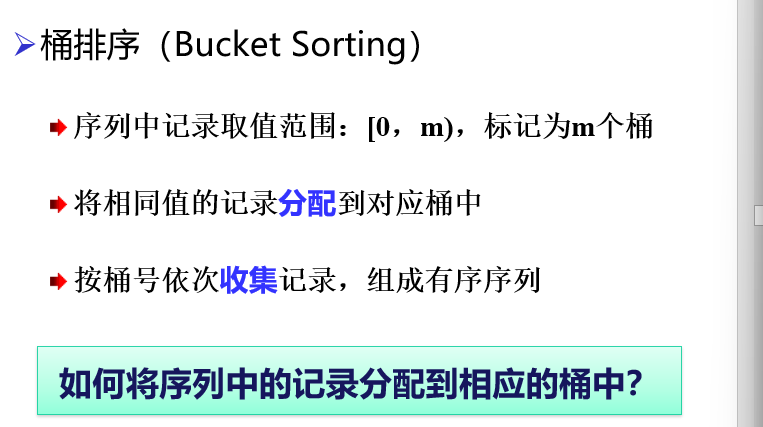 桶排序（Bucket Sorting）
序列中记录取值范围：[0，m)，标记为m个桶
将相同值的记录分配到对应桶中
按桶号依次收集记录，组成有序序列
如何将序列中的记录分配到相应的桶中？